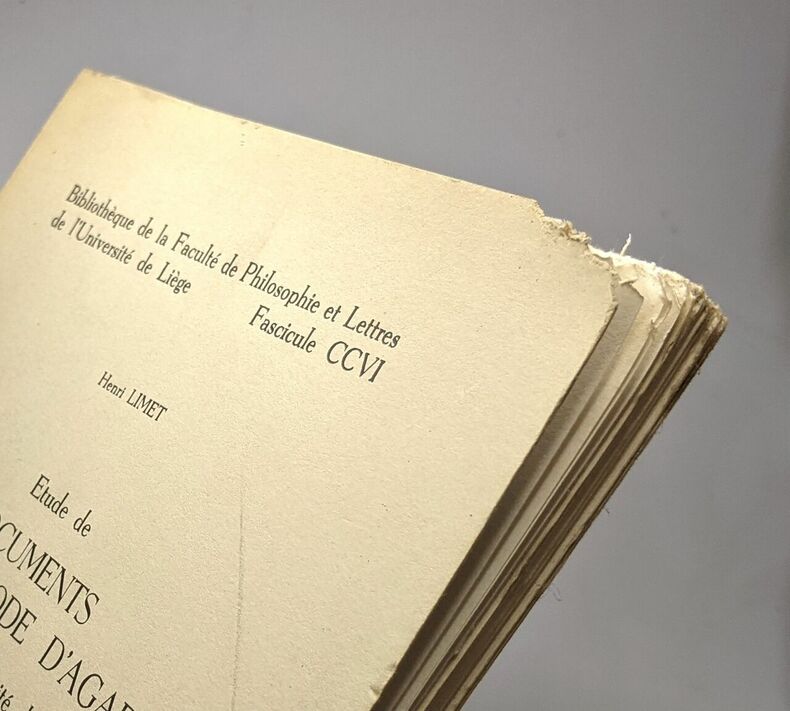 Bibliothèque de la Faculté de Philosophie et Lettres
de l'Université de Liège
Fascicule CCVI
Henri LIMET
Etude de
OCUMENTS
ODE D'AGA